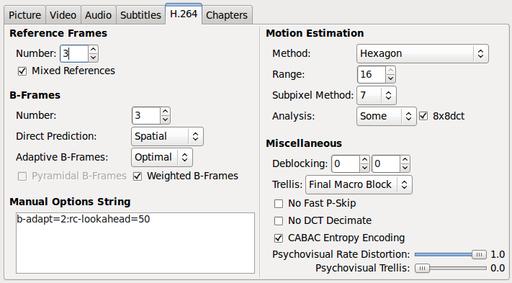 Picture Video Audio Subtitles H.264 Chapters
Reference Frames
Number: 3
Mixed References
B-Frames
Number: 3
Direct Prediction: Spatial
Adaptive B-Frames: Optimal
Pyramidal B-Frames Weighted B-Frames
Manual Options String
b-adapt=2:rc-lookahead=50
Motion Estimation
Method: Hexagon
Range: 16
Subpixel Method: 7
Analysis: Some 8x8dct
Miscellaneous
Deblocking: 0 0
Trellis: Final Macro Block
No Fast P-Skip
No DCT Decimate
CABAC Entropy Encoding
Psychovisual Rate Distortion: 1.0
Psychovisual Trellis: 0.0